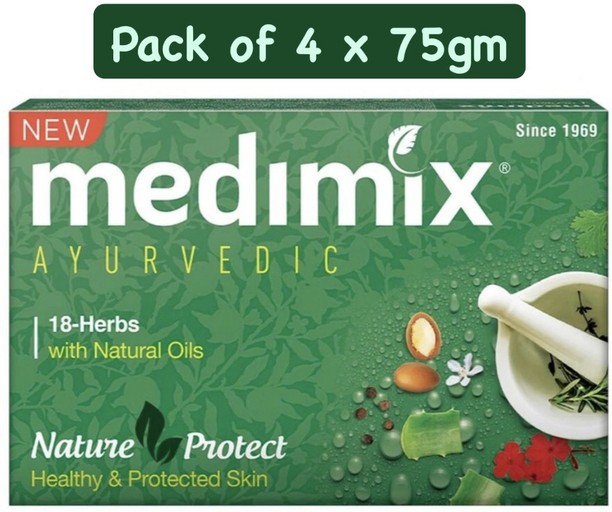 Pack of 4 x 75gm
NEW
Since 1969
medimix®
AYURVEDIC
18-Herbs
with Natural Oils
Nature Protect
Healthy & Protected Skin